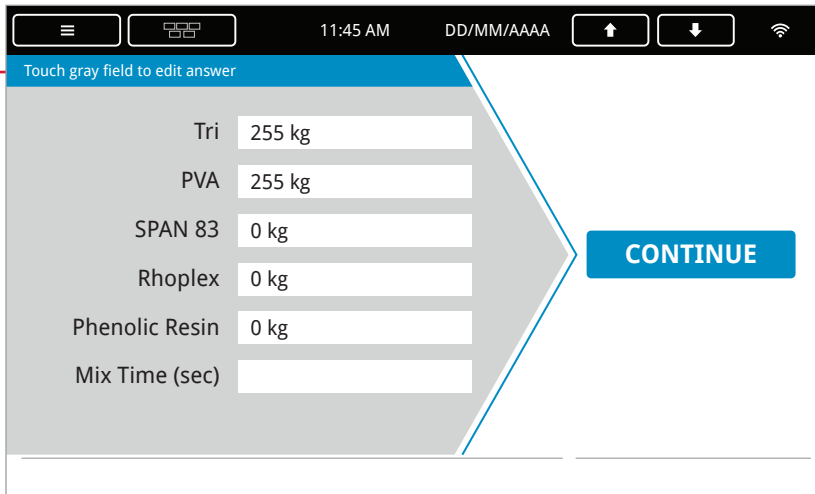 11:45 AM DD/MM/AAAA
Touch gray field to edit answer
Tri 255 kg
PVA 255 kg
SPAN 83 0 kg
Rhoplex 0 kg
CONTINUE
Phenolic Resin 0 kg
Mix Time (sec)